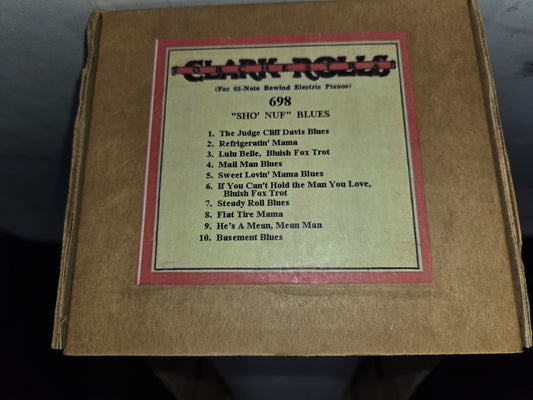 CLARK ROLLS
ORCHESTRA
(For 65-Note Rewind Electric Pianos)
698
"SHO' NUF" BLUES
1. The Judge Cliff Davis Blues
2. Refrigeratin' Mama
3. Lulu Belle, Bluish Fox Trot
4. Mail Man Blues
5. Sweet Lovin' Mama Blues
6. If You Can't Hold the Man You Love,
Bluish Fox Trot
7. Steady Roll Blues
8. Flat Tire Mama
9. He's A Mean, Mean Man
10. Basement Blues